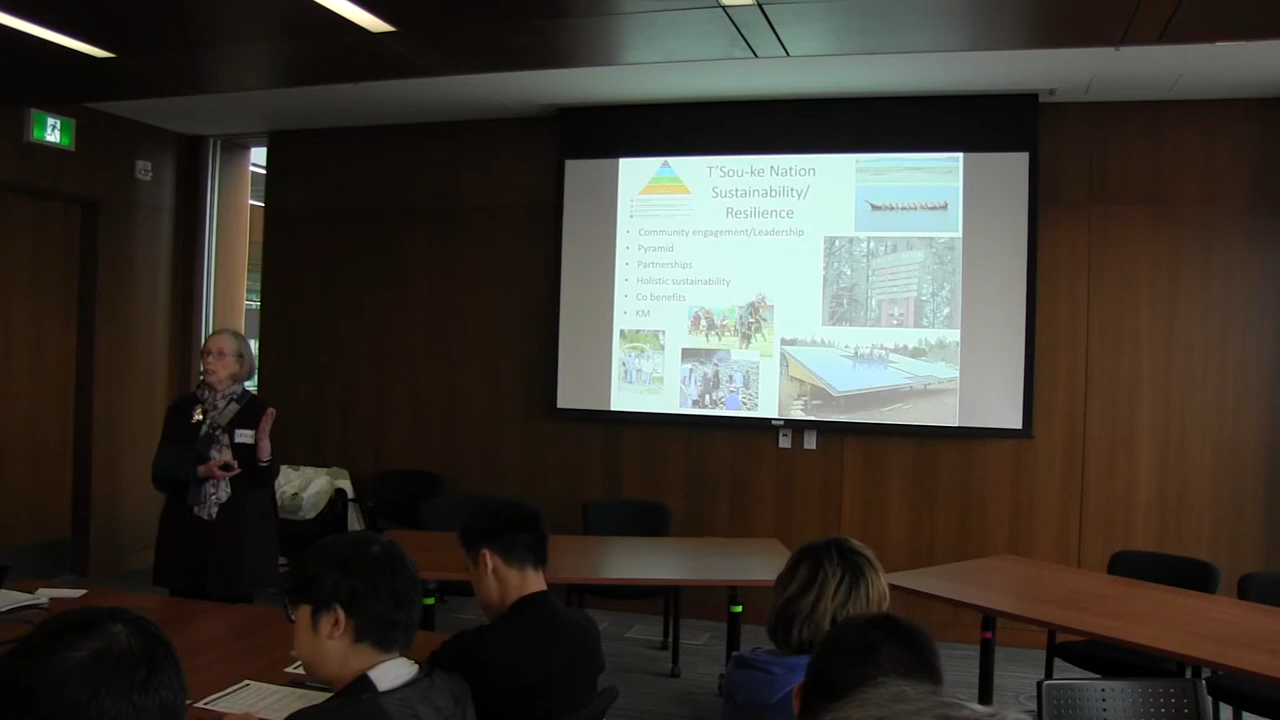 T'Sou-ke Nation
Sustainability/
Resilience
• Community engagement/Leadership
• Pyramid
• Partnerships
• Holistic sustainability
• Co benefits
• KM